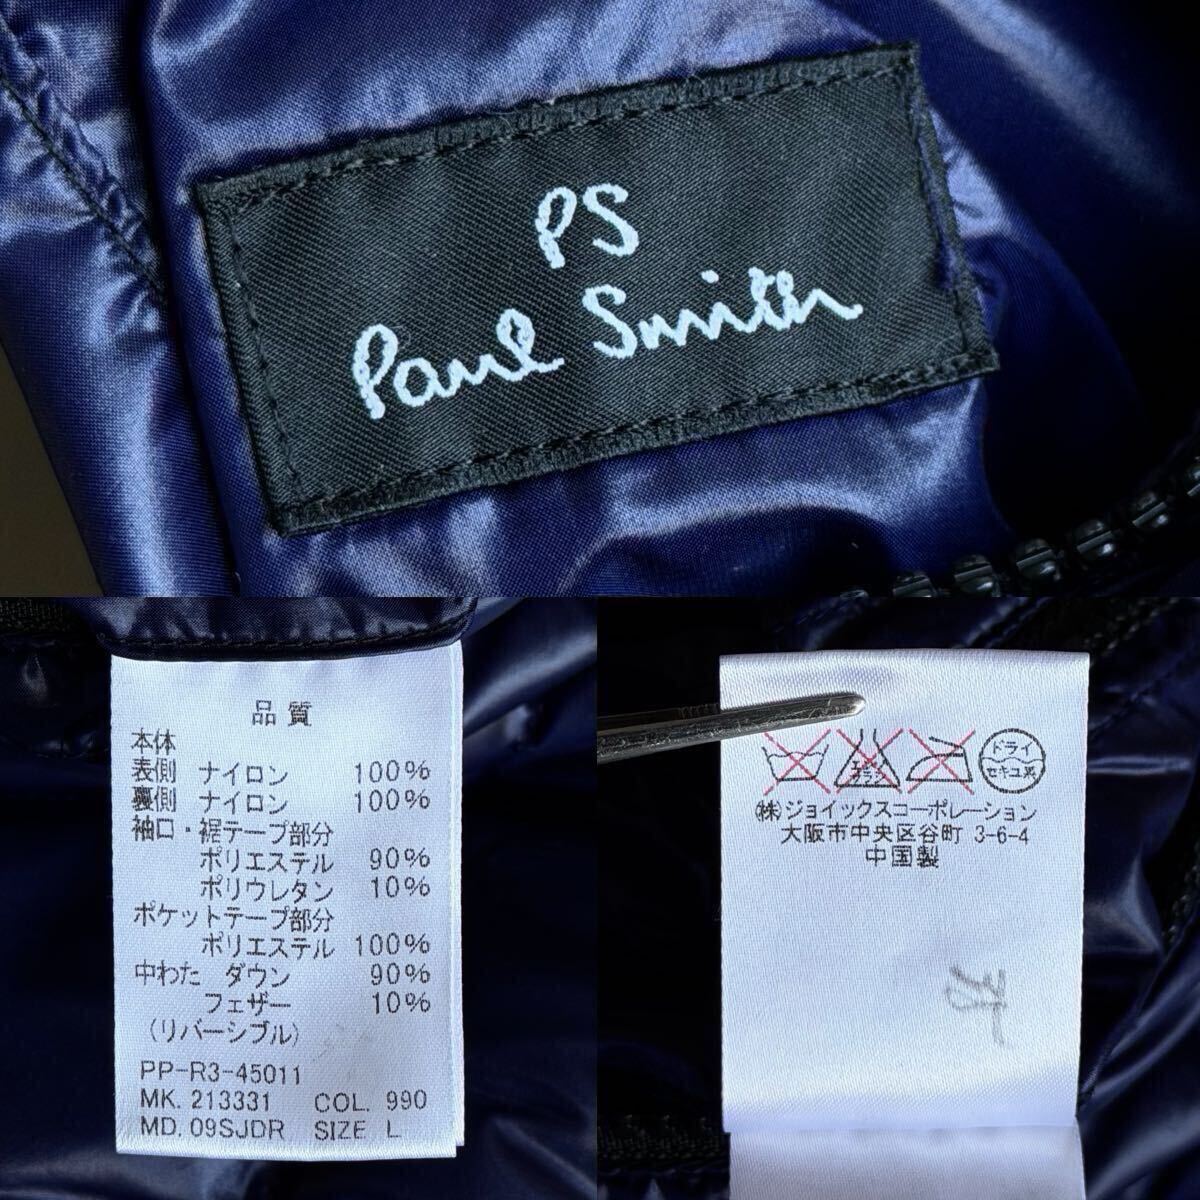 PS
Paul Smith
品質
本体
表側 ナイロン 100%
裏側 ナイロン 100%
袖口・裾テープ部分
ポリエステル 90%
ポリウレタン 10%
ポケットテープ部分
ポリエステル 100%
中わた ダウン 90%
フェザー 10%
(リバーシブル)
PP-R3-45011
MK. 213331 COL. 990
MD. 09SJDR SIZE L
エンソサラシ
ドライ
セキユ系
(株)ジョイックスコーポレーション
大阪市中央区谷町 3-6-4
中国製